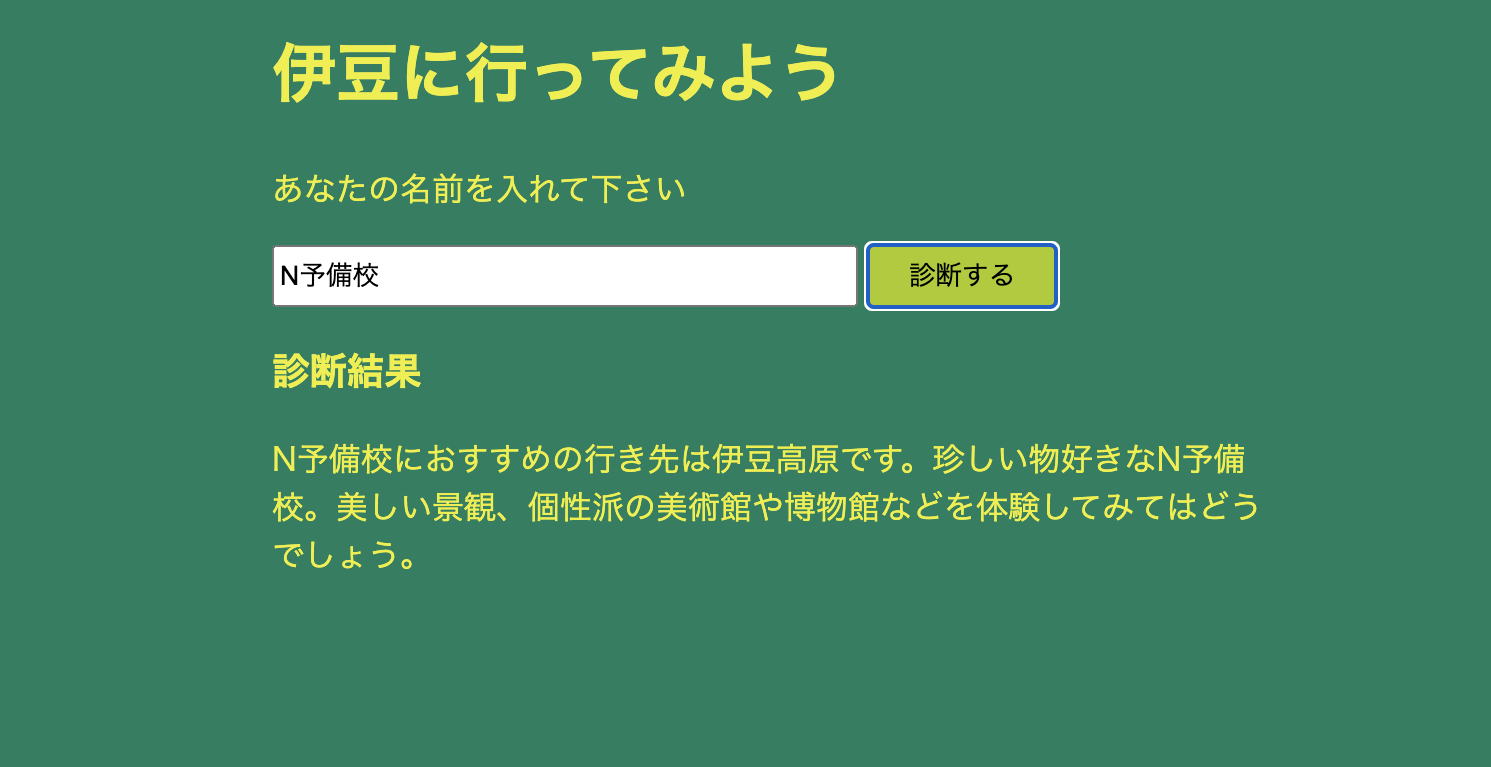 伊豆に行ってみよう
あなたの名前を入れて下さい
N予備校 診断する
診断結果
N予備校におすすめの行き先は伊豆高原です。珍しい物好きなN予備
校。美しい景観、個性派の美術館や博物館などを体験してみてはどう
でしょう。